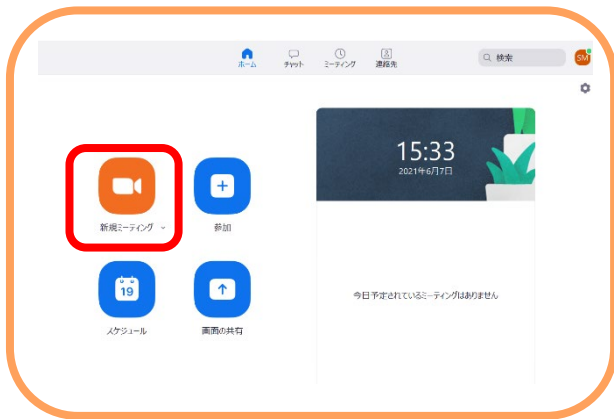 ホーム
チャット
ミーティング
連絡先
検索
SM
15:33
2021年6月7日
新規ミーティング
参加
19
スケジュール
画面の共有
今日予定されているミーティングはありません